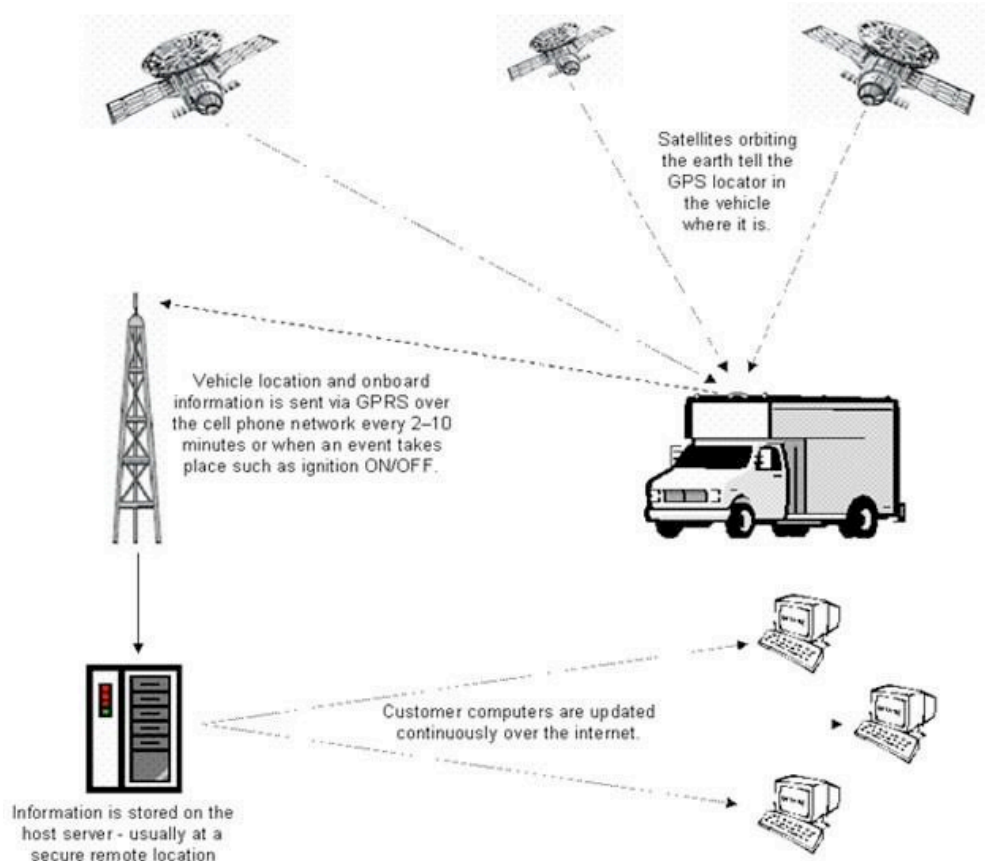 Satellites orbiting
the earth tell the
GPS locator in
the vehicle
where it is.
Vehicle location and onboard
information is sent via GPRS over
the cell phone network every 2–10
minutes or when an event takes
place such as ignition ON/OFF.
Customer computers are updated
continuously over the internet.
Information is stored on the
host server - usually at a
secure remote location